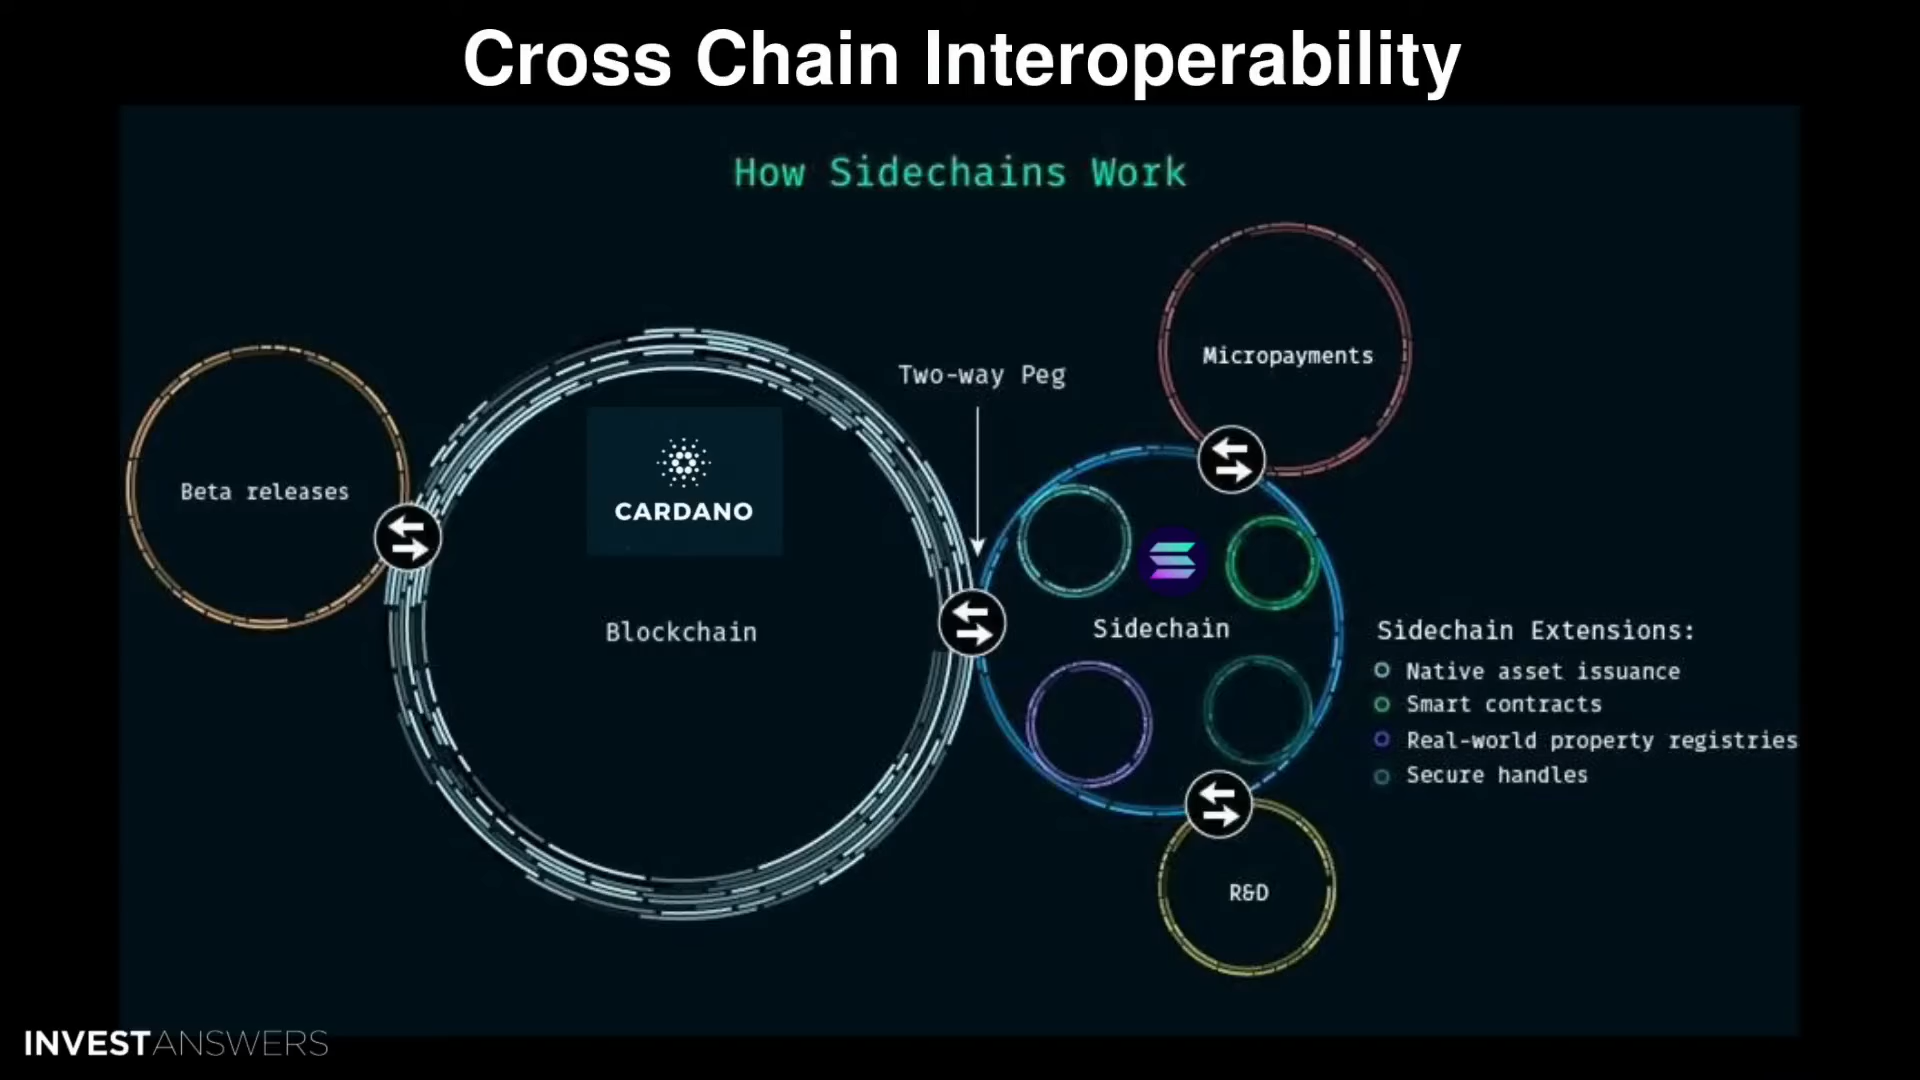 Cross Chain Interoperability
How Sidechains Work
Micropayments
Two-way Peg
Beta releases
CARDANO
Blockchain
Sidechain
Sidechain Extensions:
Native asset issuance
Smart contracts
Real-world property registries
Secure handles
R&D
INVESTANSWERS